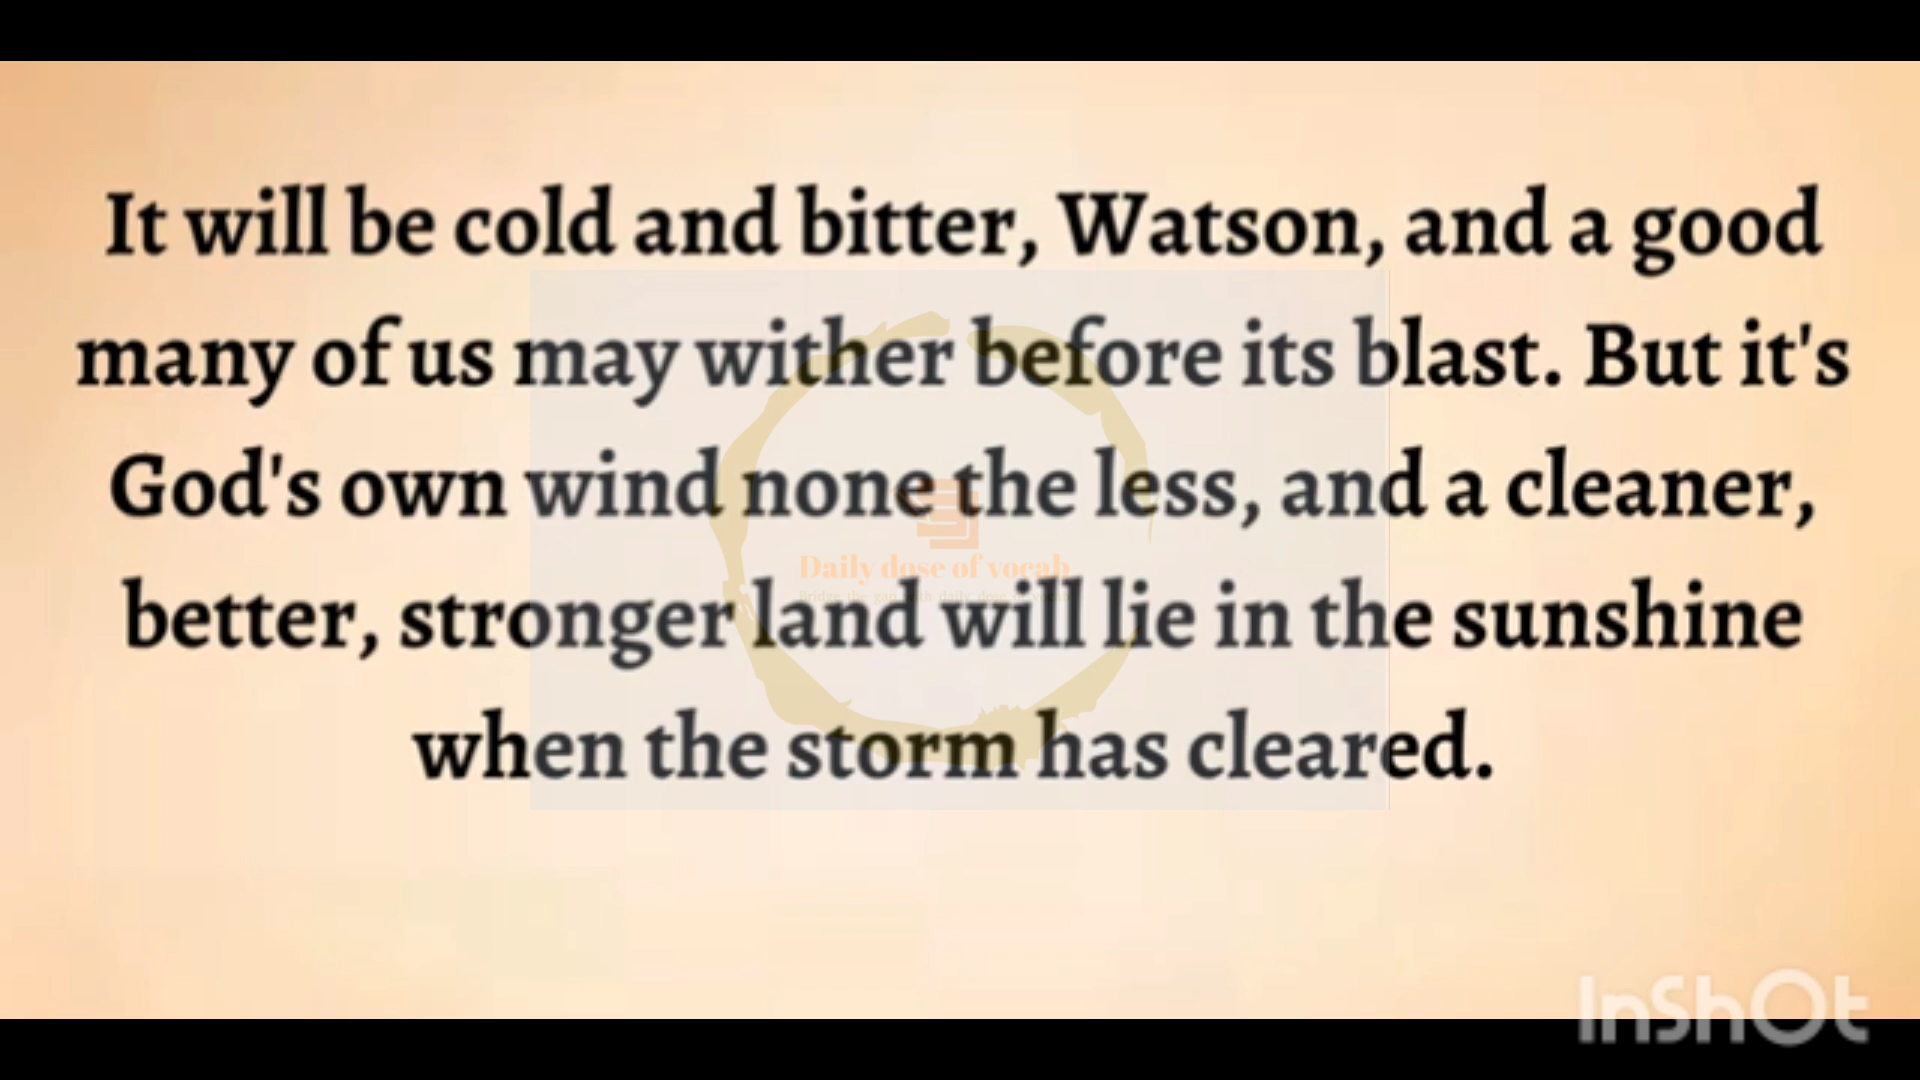 It will be cold and bitter, Watson, and a good
many of us may wither before its blast. But it's
God's own wind none the less, and a cleaner,
Daily dose of vocab
better, stronger land will lie in the sunshine
when the storm has cleared.
InShOt